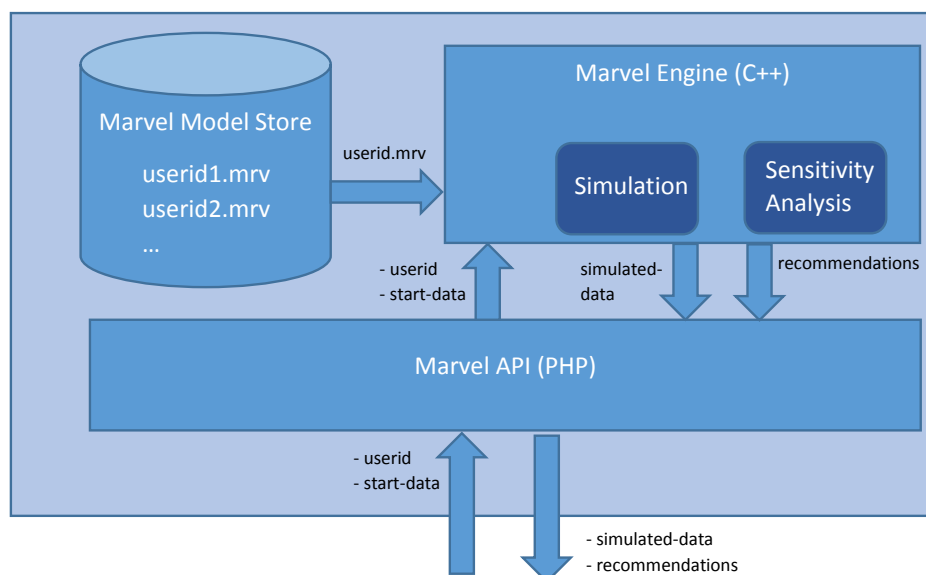 Marvel Model Store
userid1.mrv
userid2.mrv
...
userid.mrv
Marvel Engine (C++)
Simulation
Sensitivity
Analysis
- userid
- start-data
simulated-
data
recommendations
Marvel API (PHP)
- userid
- start-data
- simulated-data
- recommendations